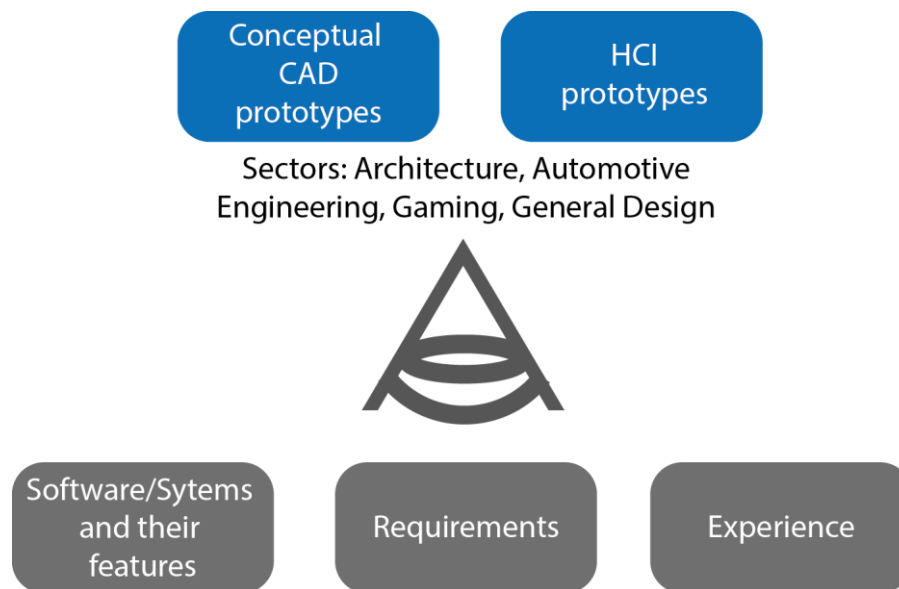 Conceptual
CAD
prototypes
HCI
prototypes
Sectors: Architecture, Automotive
Engineering, Gaming, General Design
Software/Sytems
and their
features
Requirements
Experience